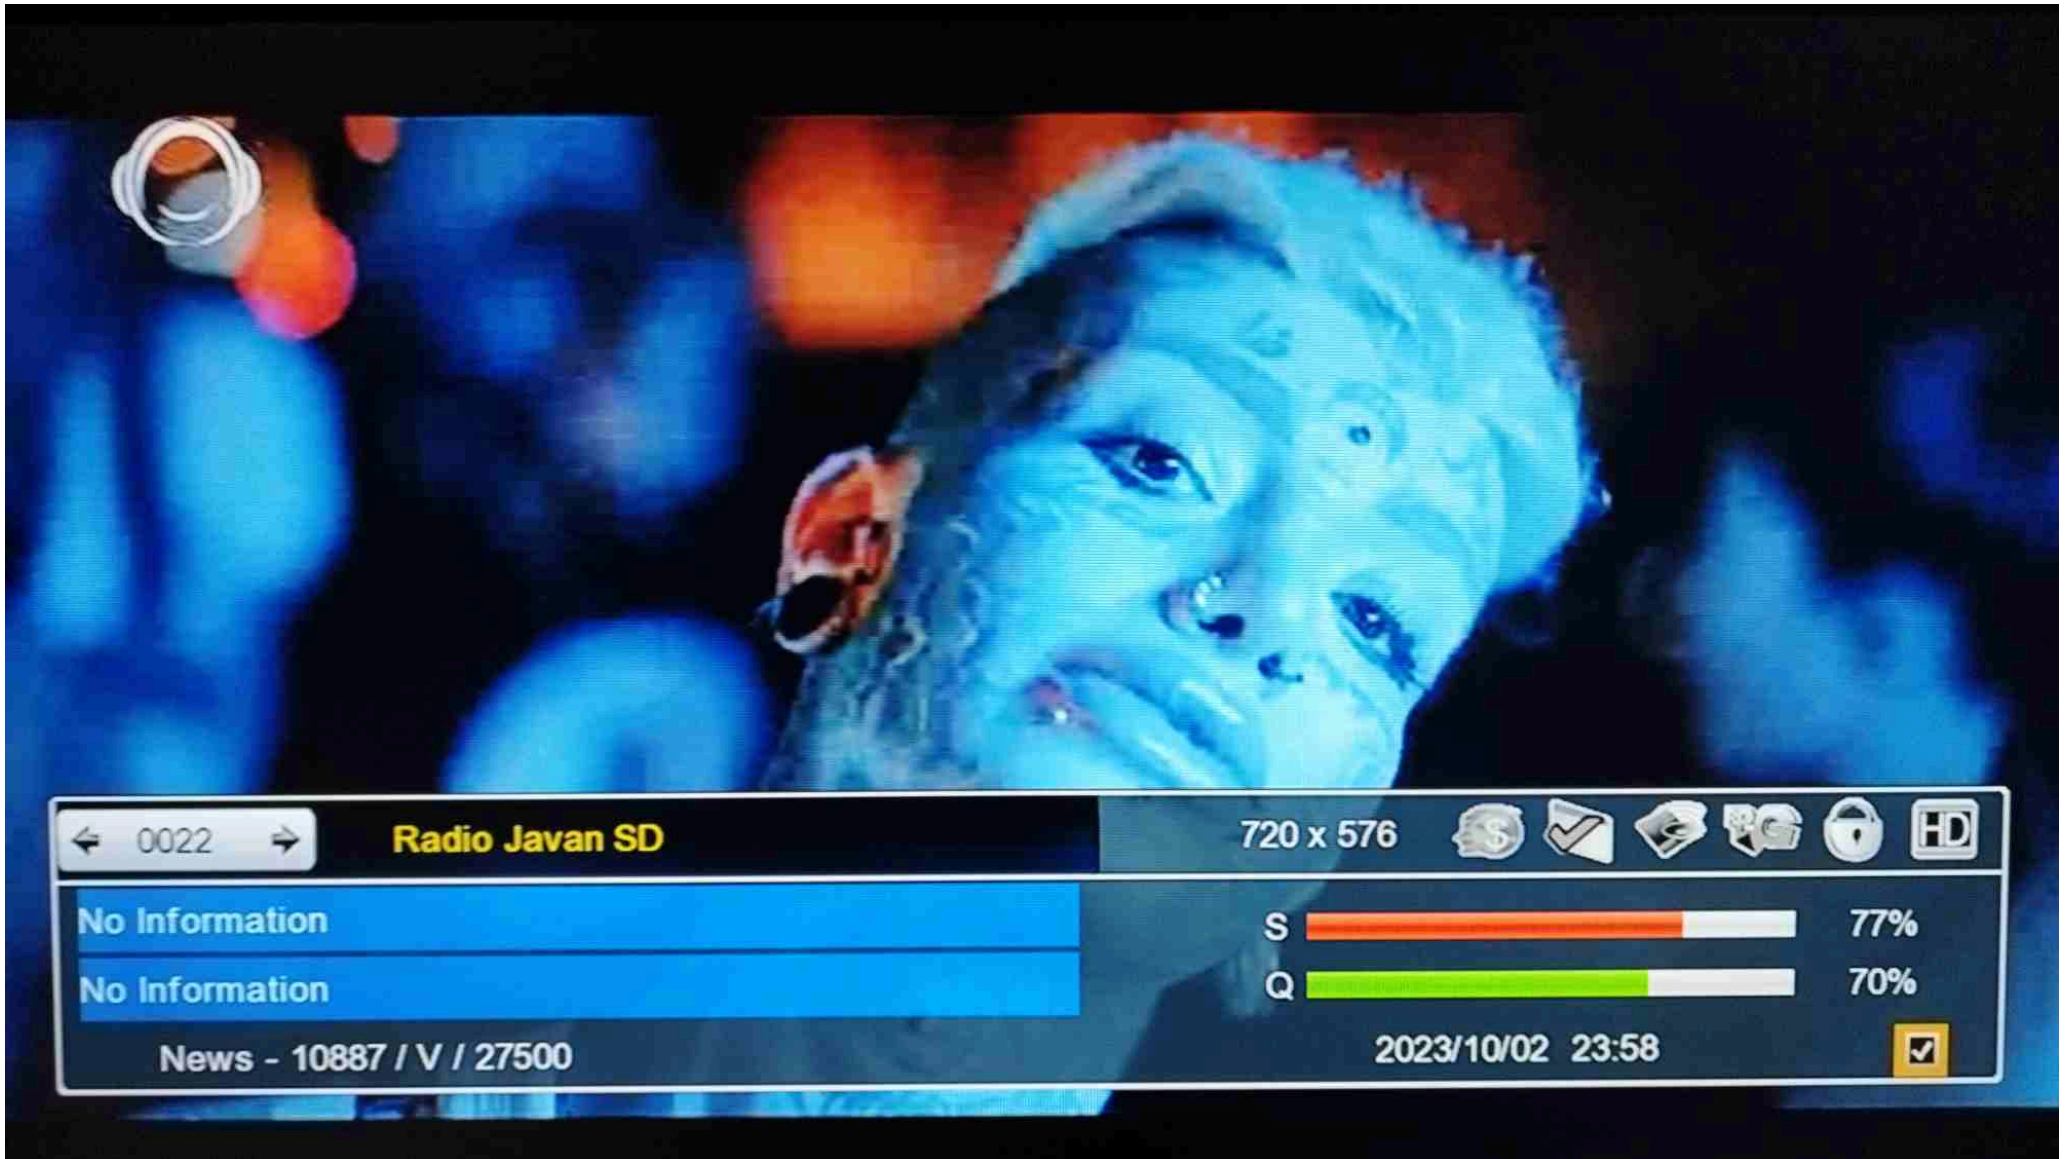 0022
Radio Javan SD
720 x 576
HD
No Information
S 77%
No Information
Q 70%
News - 10887 / V / 27500
2023/10/02 23:58